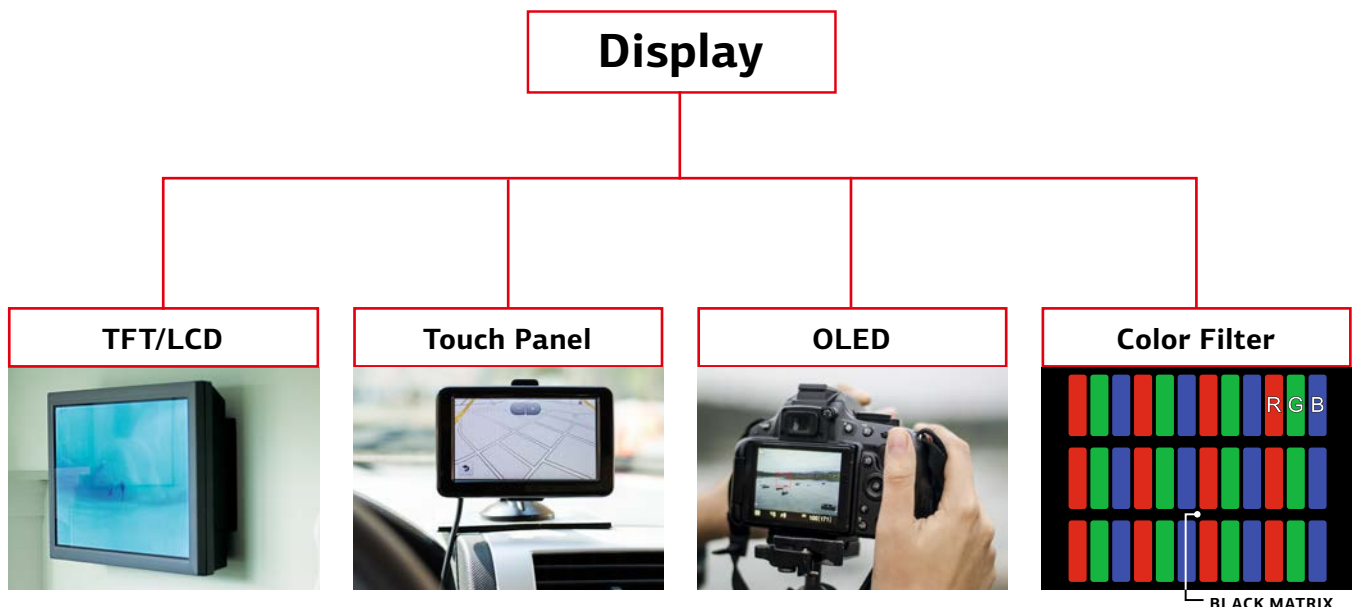 Display
TFT/LCD
Touch Panel
OLED
Color Filter
R G B
BLACK MATRIX